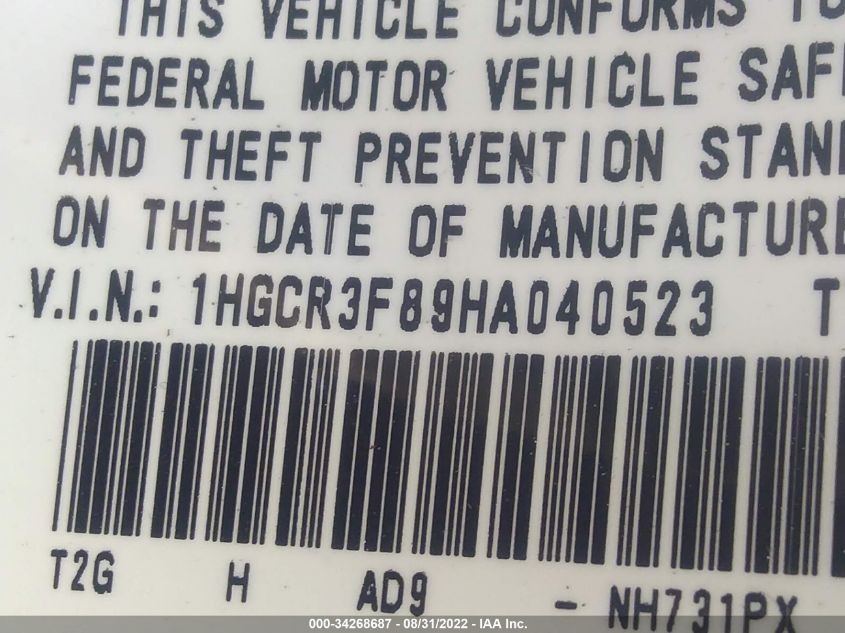 THIS VEHICLE CONFORMS TO
FEDERAL MOTOR VEHICLE SAF
AND THEFT PREVENTION STAN
ON THE DATE OF MANUFACTURE
V.I.N.: 1HGCR3F89HA040523 T
T2G H AD9 - NH731PX
000-34268687 - 08/31/2022 - IAA Inc.